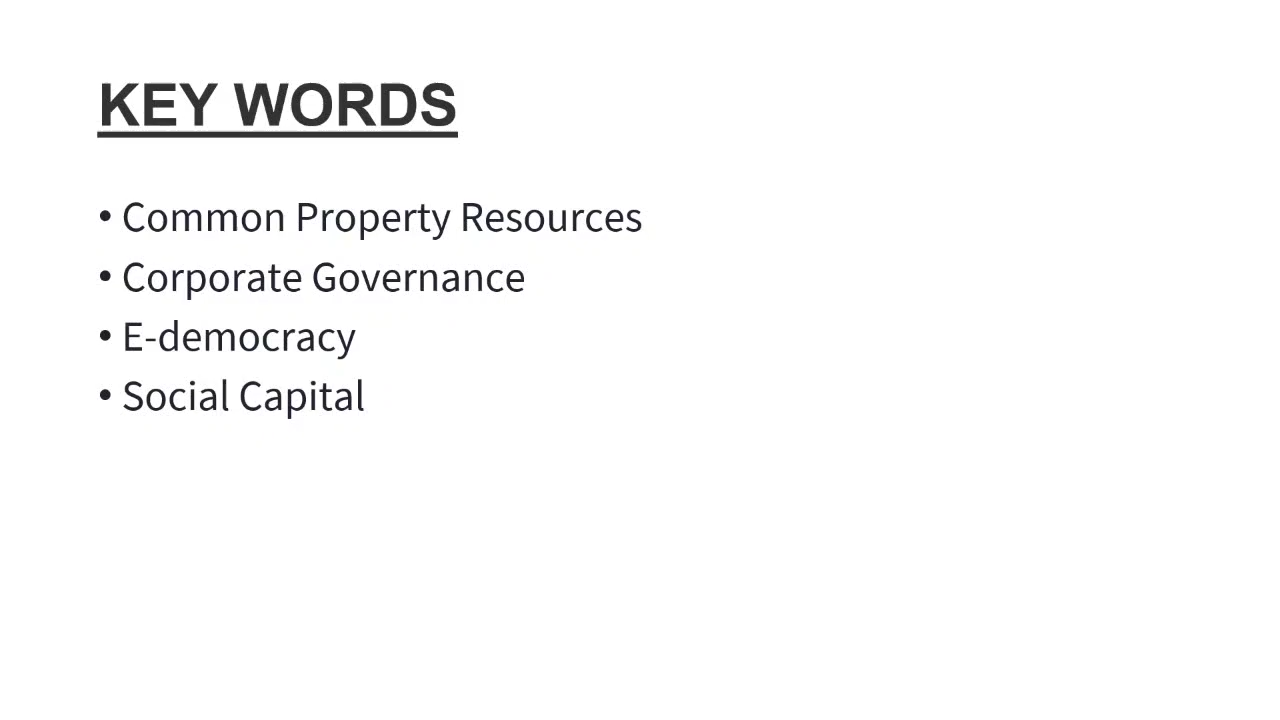 KEY WORDS
• Common Property Resources
• Corporate Governance
• E-democracy
• Social Capital